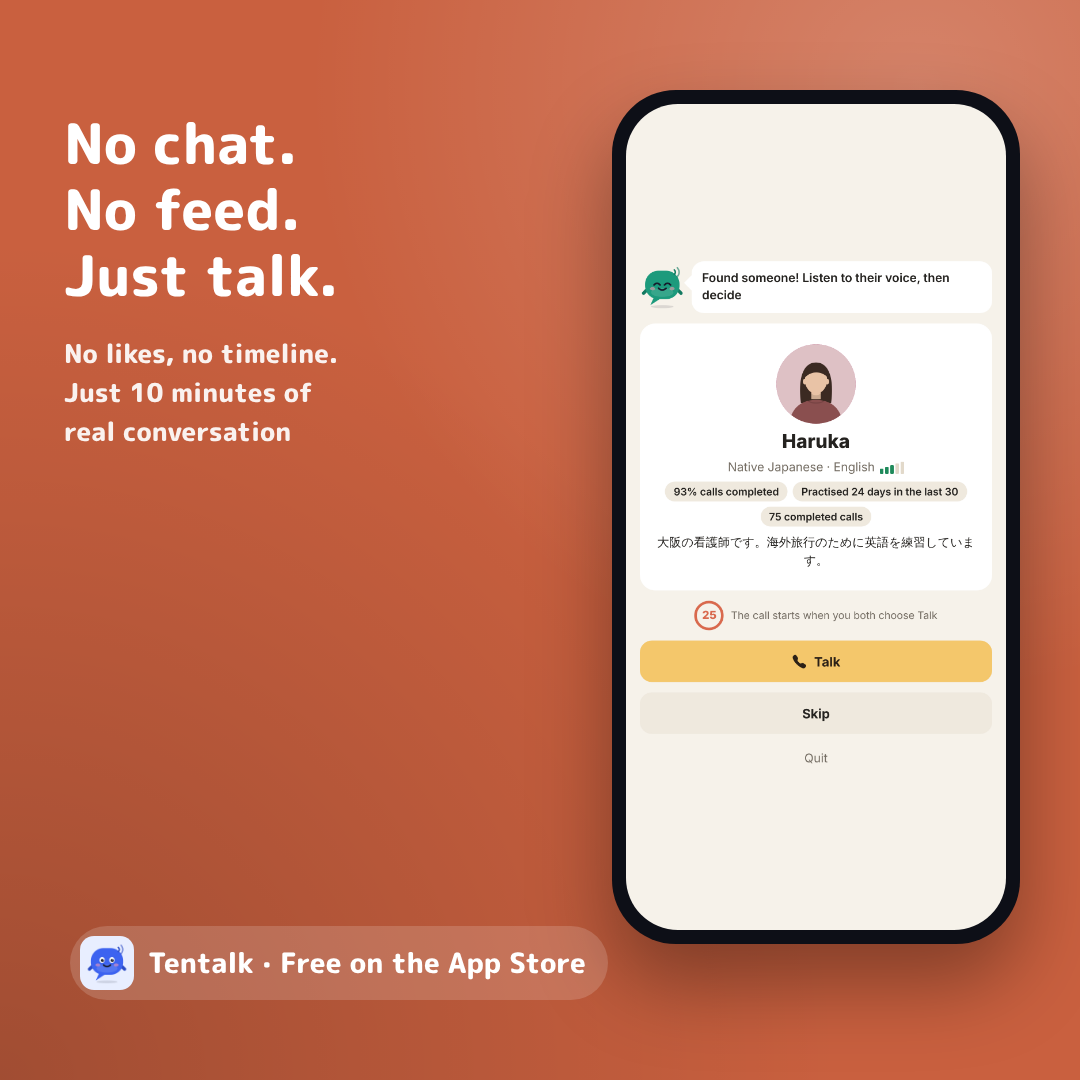 No chat.
No feed.
Just talk.
No likes, no timeline.
Just 10 minutes of
real conversation
Found someone! Listen to their voice, then
decide
Haruka
Native Japanese · English
93% calls completed
Practised 24 days in the last 30
75 completed calls
大阪の看護師です。海外旅行のために英語を練習していま
す。
25
The call starts when you both choose Talk
Talk
Skip
Quit
Tentalk · Free on the App Store